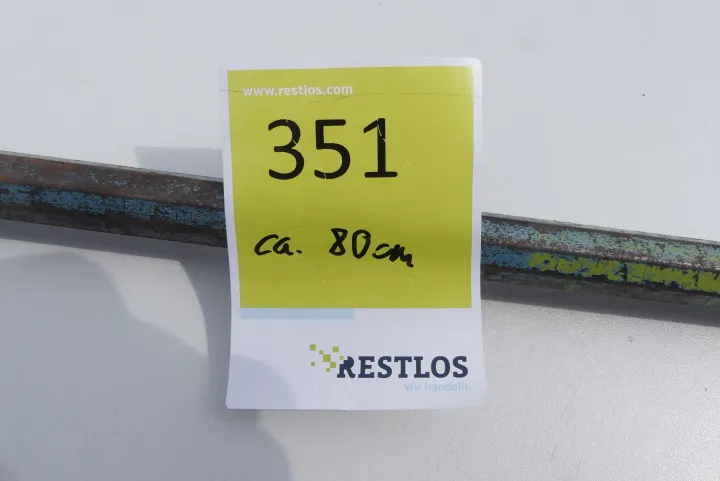 www.restlos.com
351
ca. 80cm
RESTLOS
Wir handeln.